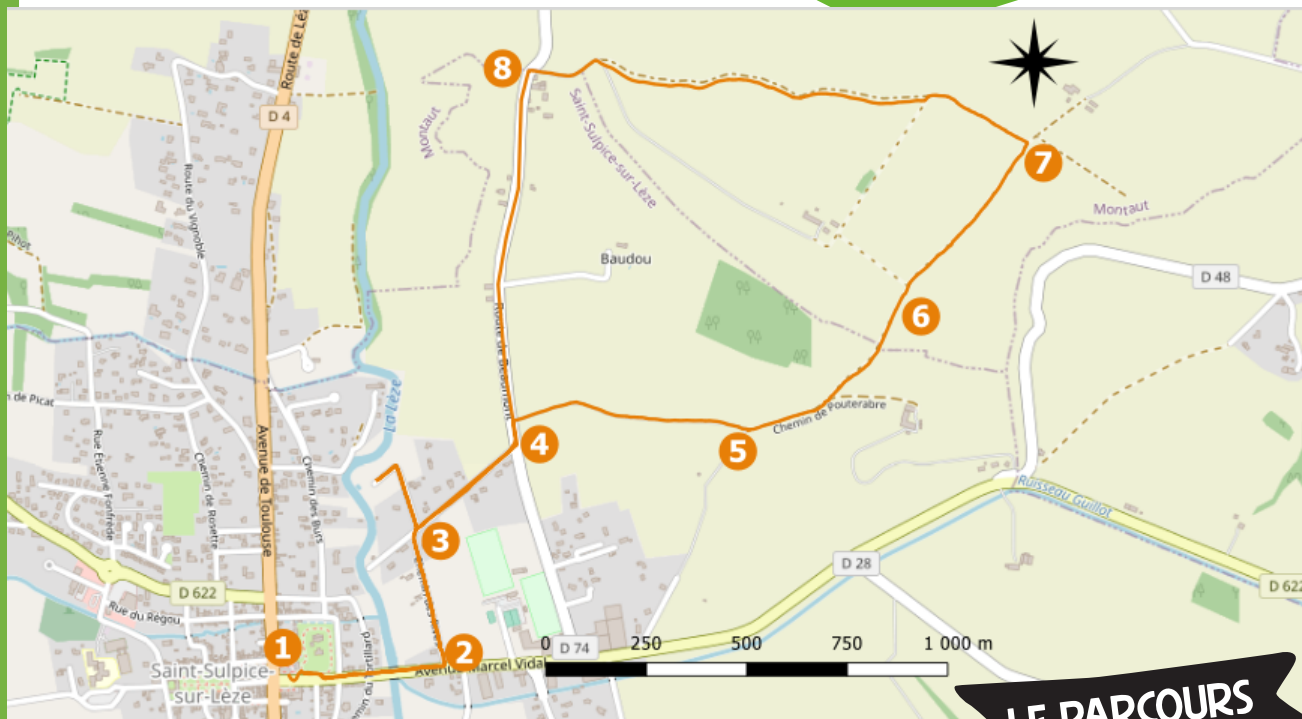 Route de Lèz
D 4
8
Montaut
Saint-Sulpice-sur-Lèze
7
Montaut
Route du Vignoble
Pihot
Baudou
D 48
6
Route de Beaumont
La Lèze
n de Picat
Chemin de Pouterabre
4
5
Rue Étienne Fonfrède
Chemin de Rosette
Avenue de Toulouse
Chemin des Burs
Ruisseau Guillot
3
D 28
D 622
D 622
Rue du Régou
1
2
0 250 500 750 1 000 m
D 74
Saint-Sulpice-
sur-Lèze
Avenue Marcel Vidal
LE PARCOURS